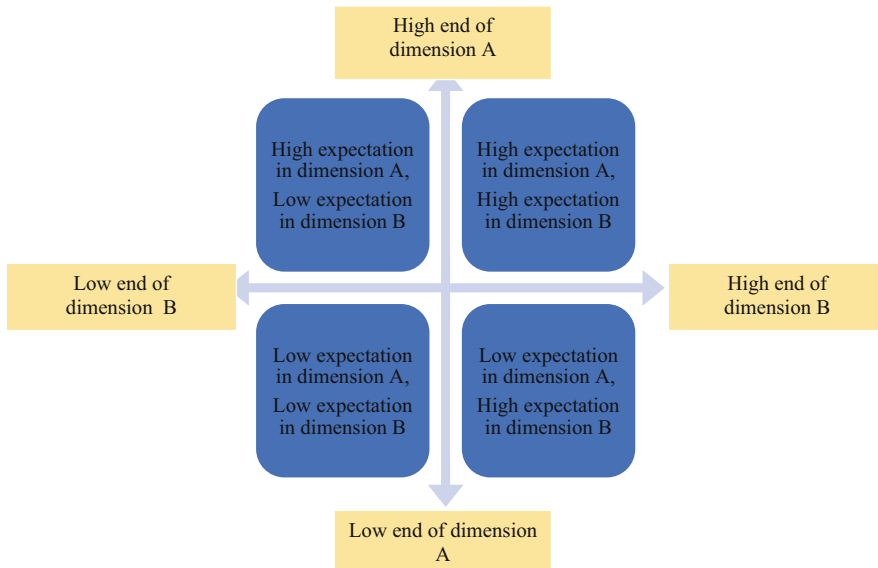 High end of
dimension A
High expectation
in dimension A,
Low expectation
in dimension B
High expectation
in dimension A,
High expectation
in dimension B
Low end of
dimension B
High end of
dimension B
Low expectation
in dimension A,
Low expectation
in dimension B
Low expectation
in dimension A,
High expectation
in dimension B
Low end of dimension
A